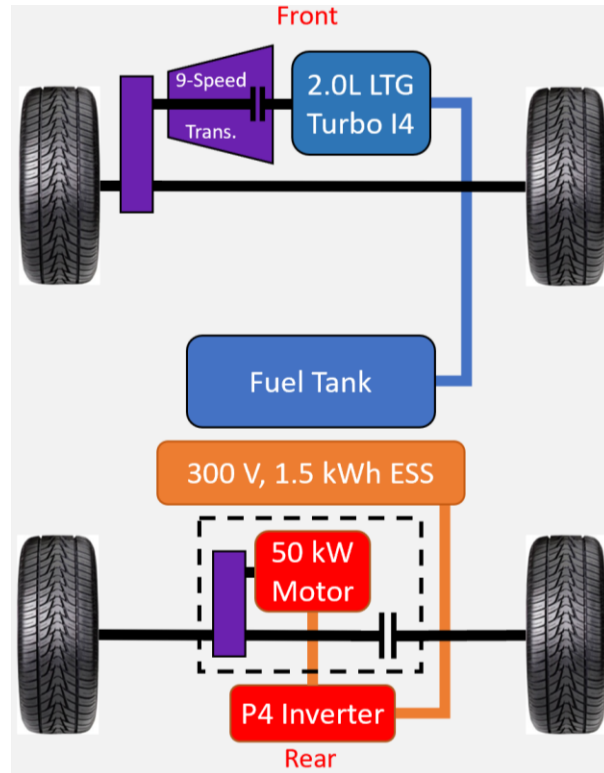 Front
9-Speed
Trans.
2.0L LTG
Turbo I4
Fuel Tank
300 V, 1.5 kWh ESS
50 kW
Motor
P4 Inverter
Rear